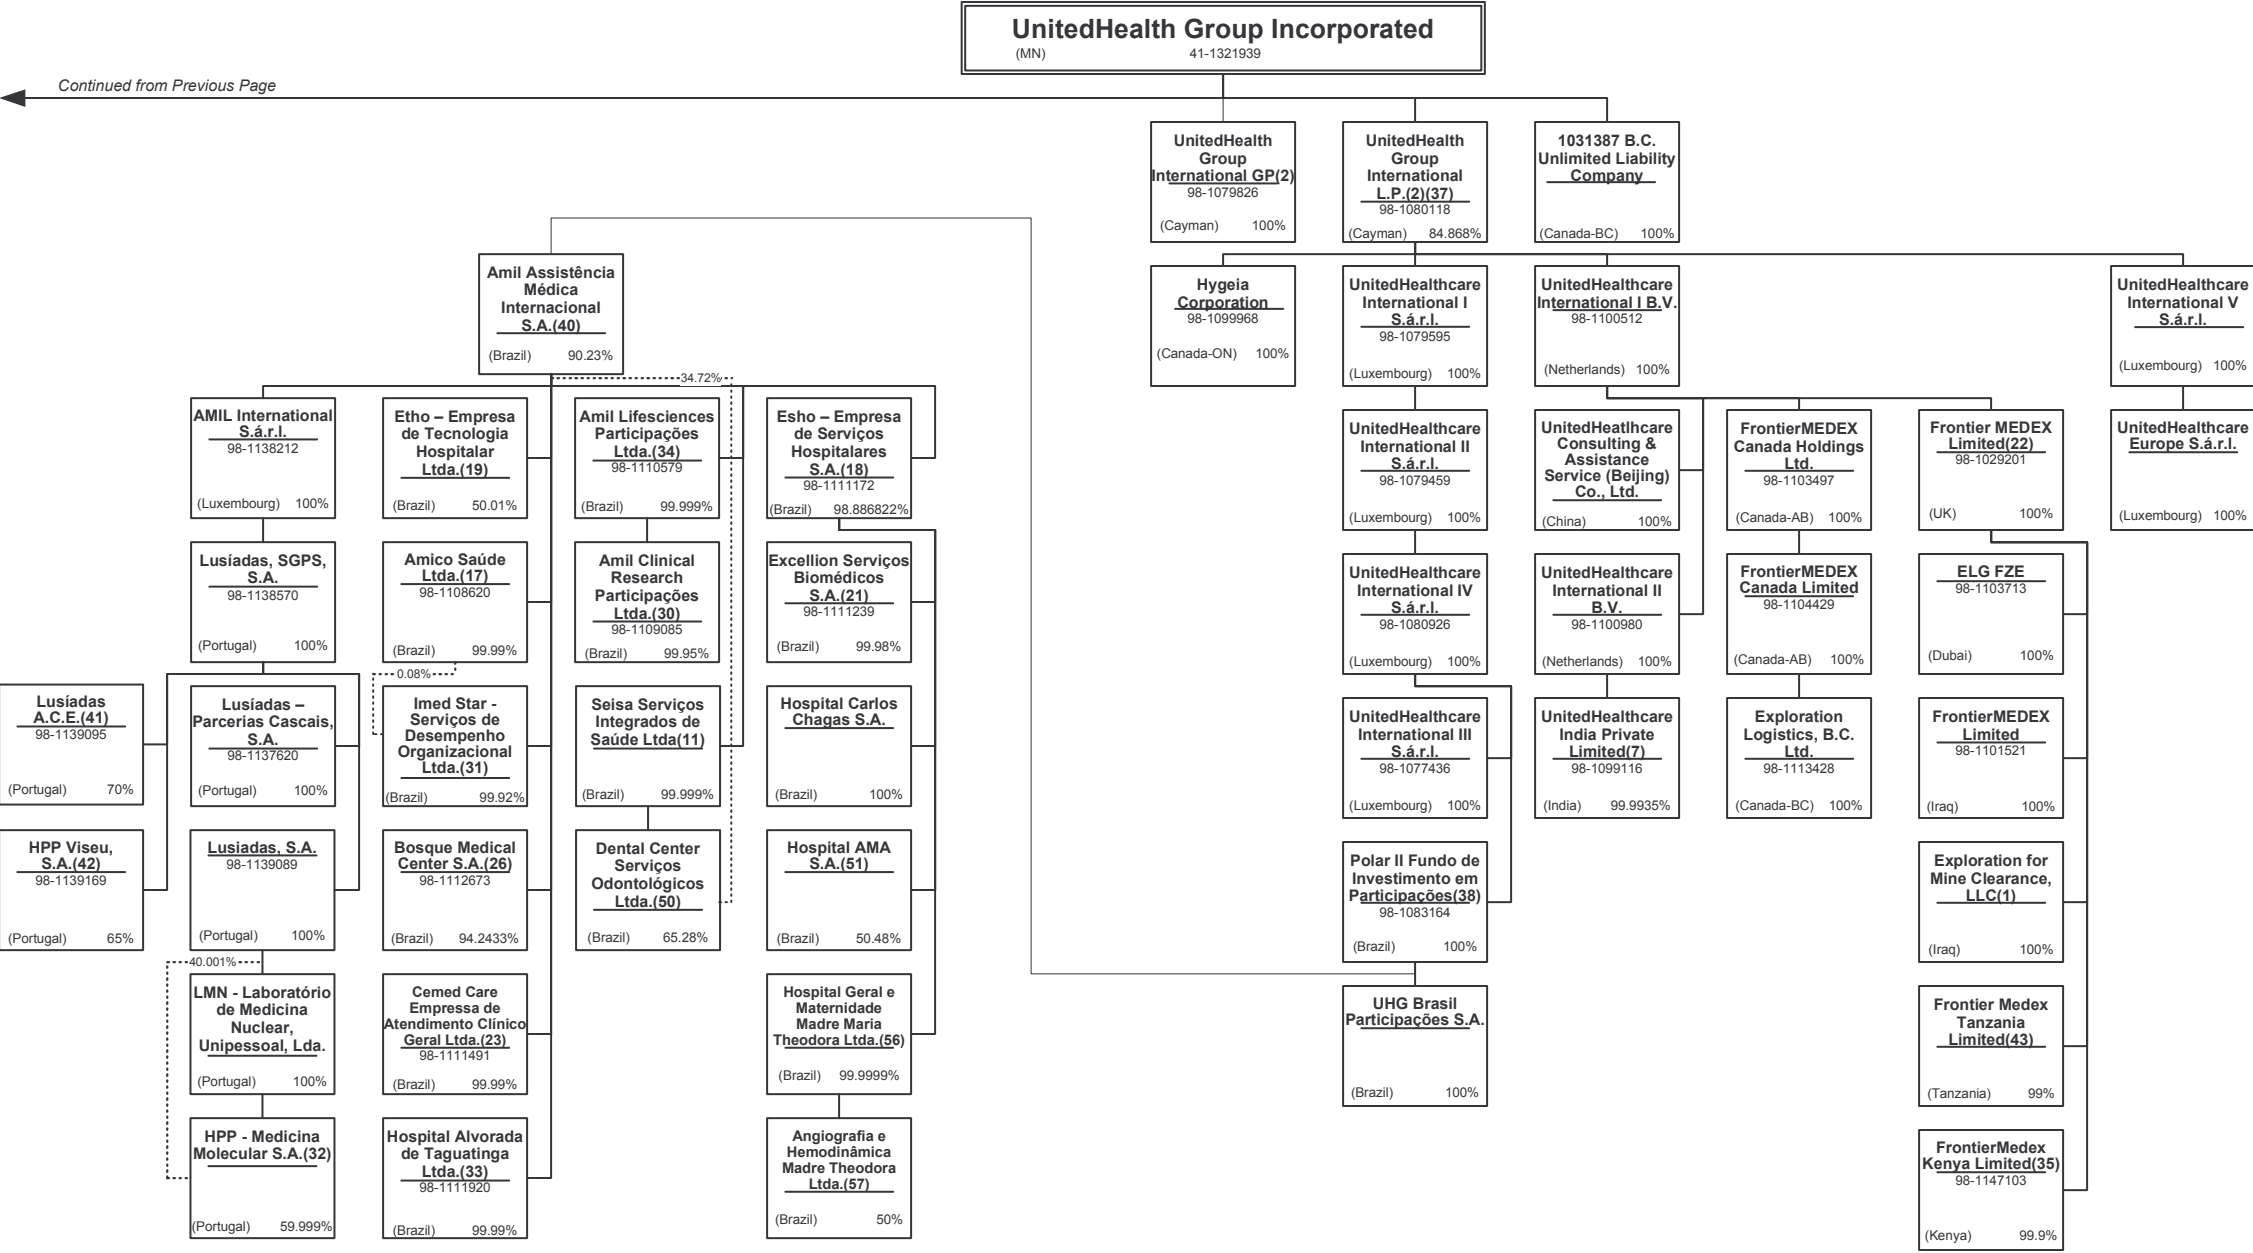 UnitedHealth Group Incorporated
(MN) 41-1321939
Continued from Previous Page
UnitedHealth
Group
International GP(2)
98-1079826
(Cayman) 100%
UnitedHealth
Group
International
L.P.(2)(37)
98-1080118
(Cayman) 84.868%
1031387 B.C.
Unlimited Liability
Company
(Canada-BC) 100%
Amil Assistência
Médica
Internacional
S.A.(40)
(Brazil) 90.23%
Hygeia
Corporation
98-1099968
(Canada-ON) 100%
UnitedHealthcare
International I
S.á.r.l.
98-1079595
(Luxembourg) 100%
UnitedHealthcare
International I B.V.
98-1100512
(Netherlands) 100%
UnitedHealthcare
International V
S.á.r.l.
(Luxembourg) 100%
34.72%
AMIL International
S.á.r.l.
98-1138212
(Luxembourg) 100%
Etho – Empresa
de Tecnologia
Hospitalar
Ltda.(19)
(Brazil) 50.01%
Amil Lifesciences
Participações
Ltda.(34)
98-1110579
(Brazil) 99.999%
Esho – Empresa
de Serviços
Hospitalares
S.A.(18)
98-1111172
(Brazil) 98.886822%
UnitedHealthcare
International II
S.á.r.l.
98-1079459
(Luxembourg) 100%
UnitedHeatlhcare
Consulting &
Assistance
Service (Beijing)
Co., Ltd.
(China) 100%
FrontierMEDEX
Canada Holdings
Ltd.
98-1103497
(Canada-AB) 100%
Frontier MEDEX
Limited(22)
98-1029201
(UK) 100%
UnitedHealthcare
Europe S.á.r.l.
(Luxembourg) 100%
Lusíadas, SGPS,
S.A.
98-1138570
(Portugal) 100%
Amico Saúde
Ltda.(17)
98-1108620
(Brazil) 99.99%
Amil Clinical
Research
Participações
Ltda.(30)
98-1109085
(Brazil) 99.95%
Excellion Serviços
Biomédicos
S.A.(21)
98-1111239
(Brazil) 99.98%
UnitedHealthcare
International IV
S.á.r.l.
98-1080926
(Luxembourg) 100%
UnitedHealthcare
International II
B.V.
98-1100980
(Netherlands) 100%
FrontierMEDEX
Canada Limited
98-1104429
(Canada-AB) 100%
ELG FZE
98-1103713
(Dubai) 100%
0.08%
Lusíadas
A.C.E.(41)
98-1139095
(Portugal) 70%
Lusíadas –
Parcerias Cascais,
S.A.
98-1137620
(Portugal) 100%
Imed Star -
Serviços de
Desempenho
Organizacional
Ltda.(31)
(Brazil) 99.92%
Seisa Serviços
Integrados de
Saúde Ltda(11)
(Brazil) 99.999%
Hospital Carlos
Chagas S.A.
(Brazil) 100%
UnitedHealthcare
International III
S.á.r.l.
98-1077436
(Luxembourg) 100%
UnitedHealthcare
India Private
Limited(7)
98-1099116
(India) 99.9935%
Exploration
Logistics, B.C.
Ltd.
98-1113428
(Canada-BC) 100%
FrontierMEDEX
Limited
98-1101521
(Iraq) 100%
HPP Viseu,
S.A.(42)
98-1139169
(Portugal) 65%
Lusiadas, S.A.
98-1139089
(Portugal) 100%
Bosque Medical
Center S.A.(26)
98-1112673
(Brazil) 94.2433%
Dental Center
Serviços
Odontológicos
Ltda.(50)
(Brazil) 65.28%
Hospital AMA
S.A.(51)
(Brazil) 50.48%
Polar II Fundo de
Investimento em
Participações(38)
98-1083164
(Brazil) 100%
Exploration for
Mine Clearance,
LLC(1)
(Iraq) 100%
40.001%
LMN - Laboratório
de Medicina
Nuclear,
Unipessoal, Lda.
(Portugal) 100%
Cemed Care
Empressa de
Atendimento Clínico
Geral Ltda.(23)
98-1111491
(Brazil) 99.99%
Hospital Geral e
Maternidade
Madre Maria
Theodora Ltda.(56)
(Brazil) 99.9999%
UHG Brasil
Participações S.A.
(Brazil) 100%
Frontier Medex
Tanzania
Limited(43)
(Tanzania) 99%
HPP - Medicina
Molecular S.A.(32)
(Portugal) 59.999%
Hospital Alvorada
de Taguatinga
Ltda.(33)
98-1111920
(Brazil) 99.99%
Angiografia e
Hemodinâmica
Madre Theodora
Ltda.(57)
(Brazil) 50%
FrontierMedex
Kenya Limited(35)
98-1147103
(Kenya) 99.9%